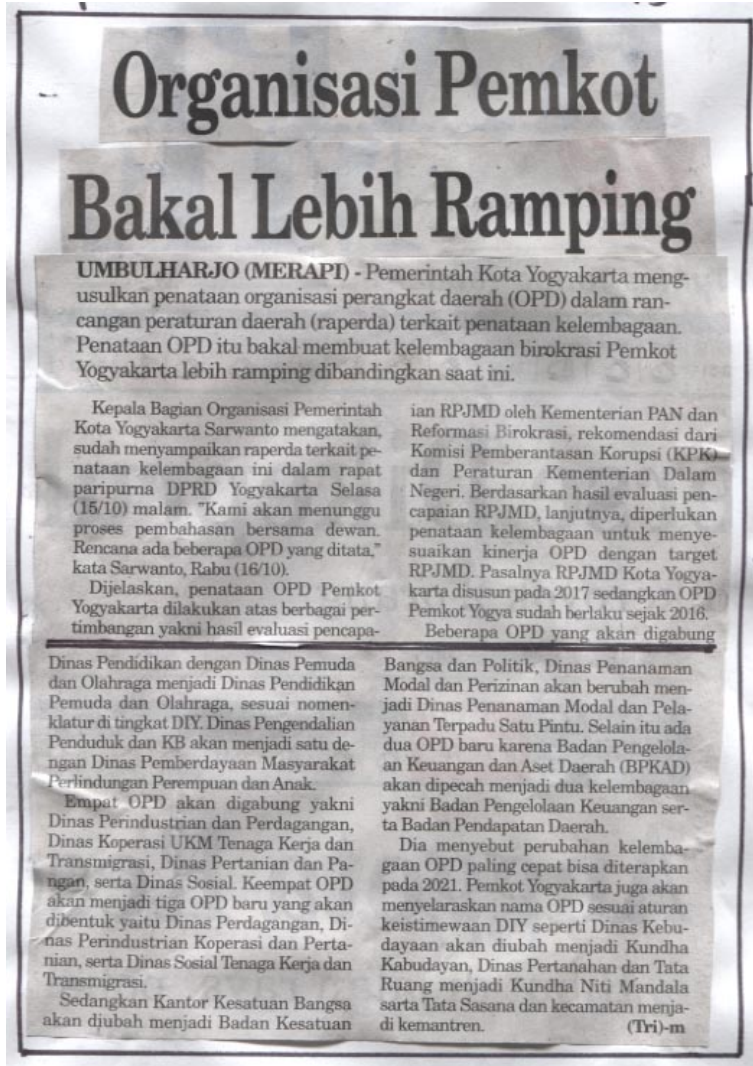 Organisasi Pemkot
Bakal Lebih Ramping
UMBULHARJO (MERAPI) - Pemerintah Kota Yogyakarta meng-
usulkan penataan organisasi perangkat daerah (OPD) dalam ran-
cangan peraturan daerah (raperda) terkait penataan kelembagaan.
Penataan OPD itu bakal membuat kelembagaan birokrasi Pemkot
Yogyakarta lebih ramping dibandingkan saat ini.
Kepala Bagian Organisasi Pemerintah
Kota Yogyakarta Sarwanto mengatakan,
sudah menyampaikan raperda terkait pe-
nataan kelembagaan ini dalam rapat
paripurna DPRD Yogyakarta Selasa
(15/10) malam. "Kami akan menunggu
proses pembahasan bersama dewan.
Rencana ada beberapa OPD yang ditata,"
kata Sarwanto, Rabu (16/10).
Dijelaskan, penataan OPD Pemkot
Yogyakarta dilakukan atas berbagai per-
timbangan yakni hasil evaluasi pencapa-
ian RPJMD oleh Kementerian PAN dan
Reformasi Birokrasi, rekomendasi dari
Komisi Pemberantasan Korupsi (KPK)
dan Peraturan Kementerian Dalam
Negeri. Berdasarkan hasil evaluasi pen-
capaian RPJMD, lanjutnya, diperlukan
penataan kelembagaan untuk menye-
suaikan kinerja OPD dengan target
RPJMD. Pasalnya RPJMD Kota Yogya-
karta disusun pada 2017 sedangkan OPD
Pemkot Yogya sudah berlaku sejak 2016.
Beberapa OPD yang akan digabung
Dinas Pendidikan dengan Dinas Pemuda
dan Olahraga menjadi Dinas Pendidikan
Pemuda dan Olahraga, sesuai nomen-
klatur di tingkat DIY. Dinas Pengendalian
Penduduk dan KB akan menjadi satu de-
ngan Dinas Pemberdayaan Masyarakat
Perlindungan Perempuan dan Anak.
Empat OPD akan digabung yakni
Dinas Perindustrian dan Perdagangan,
Dinas Koperasi UKM Tenaga Kerja dan
Transmigrasi, Dinas Pertanian dan Pa-
ngan, serta Dinas Sosial. Keempat OPD
akan menjadi tiga OPD baru yang akan
dibentuk yaitu Dinas Perdagangan, Di-
nas Perindustrian Koperasi dan Perta-
nian, serta Dinas Sosial Tenaga Kerja dan
Transmigrasi.
Sedangkan Kantor Kesatuan Bangsa
akan diubah menjadi Badan Kesatuan
Bangsa dan Politik, Dinas Penanaman
Modal dan Perizinan akan berubah men-
jadi Dinas Penanaman Modal dan Pela-
yanan Terpadu Satu Pintu. Selain itu ada
dua OPD baru karena Badan Pengelola-
an Keuangan dan Aset Daerah (BPKAD)
akan dipecah menjadi dua kelembagaan
yakni Badan Pengelolaan Keuangan ser-
ta Badan Pendapatan Daerah.
Dia menyebut perubahan kelemba-
gaan OPD paling cepat bisa diterapkan
pada 2021. Pemkot Yogyakarta juga akan
menyelaraskan nama OPD sesuai aturan
keistimewaan DIY seperti Dinas Kebu-
dayaan akan diubah menjadi Kundha
Kabudayan, Dinas Pertanahan dan Tata
Ruang menjadi Kundha Niti Mandala
sarta Tata Sasana dan kecamatan menja-
di kemantren. (Tri)-m